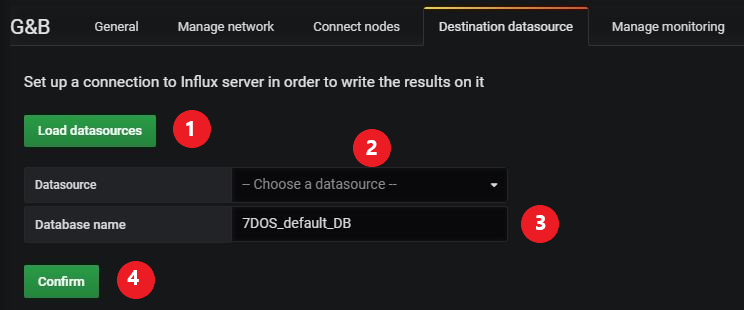 G&B General Manage network Connect nodes Destination datasource Manage monitoring
Set up a connection to Influx server in order to write the results on it
Load datasources 1
2
Datasource -- Choose a datasource --
Database name 7DOS_default_DB 3
Confirm 4